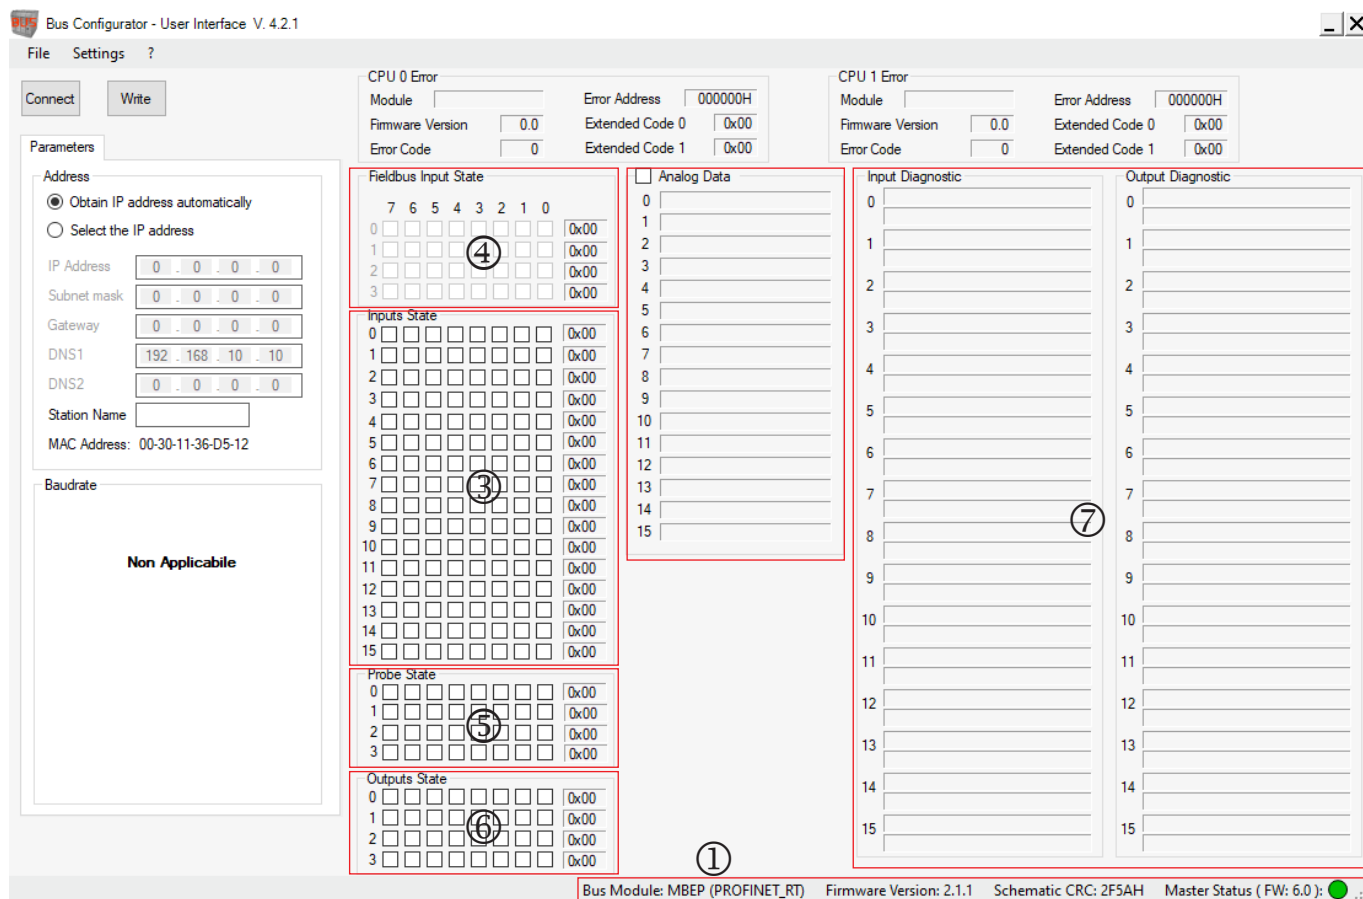 BUS Bus Configurator - User Interface V. 4.2.1
File Settings ?
Connect Write
Parameters
Address
Obtain IP address automatically
Select the IP address
IP Address 0 . 0 . 0 . 0
Subnet mask 0 . 0 . 0 . 0
Gateway 0 . 0 . 0 . 0
DNS1 192 . 168 . 10 . 10
DNS2 0 . 0 . 0 . 0
Station Name
MAC Address: 00-30-11-36-D5-12
Baudrate
Non Applicabile
CPU 0 Error
Module Error Address 000000H
Firmware Version 0.0 Extended Code 0 0x00
Error Code 0 Extended Code 1 0x00
CPU 1 Error
Module Error Address 000000H
Firmware Version 0.0 Extended Code 0 0x00
Error Code 0 Extended Code 1 0x00
Fieldbus Input State
7 6 5 4 3 2 1 0
0 0x00
1 0x00
2 0x00
3 0x00
④
Inputs State
0 0x00
1 0x00
2 0x00
3 0x00
4 0x00
5 0x00
6 0x00
7 0x00
8 0x00
9 0x00
10 0x00
11 0x00
12 0x00
13 0x00
14 0x00
15 0x00
③
Probe State
0 0x00
1 0x00
2 0x00
3 0x00
⑤
Outputs State
0 0x00
1 0x00
2 0x00
3 0x00
⑥
Analog Data
0
1
2
3
4
5
6
7
8
9
10
11
12
13
14
15
Input Diagnostic
0
1
2
3
4
5
6
7
8
9
10
11
12
13
14
15
⑦
Output Diagnostic
0
1
2
3
4
5
6
7
8
9
10
11
12
13
14
15
①
Bus Module: MBEP (PROFINET_RT) Firmware Version: 2.1.1 Schematic CRC: 2F5AH Master Status ( FW: 6.0 ):